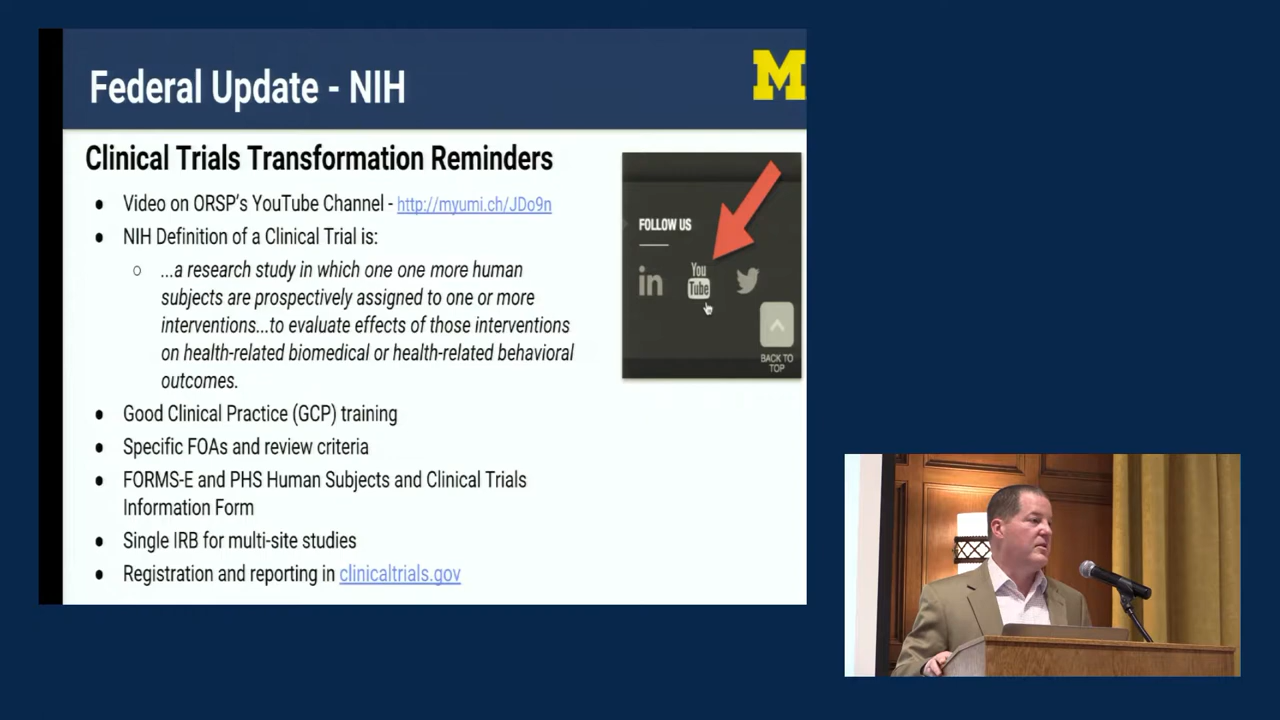 Federal Update - NIH
M
Clinical Trials Transformation Reminders
● Video on ORSP's YouTube Channel - http://myumi.ch/JDo9n
● NIH Definition of a Clinical Trial is:
○ ...a research study in which one one more human
subjects are prospectively assigned to one or more
interventions...to evaluate effects of those interventions
on health-related biomedical or health-related behavioral
outcomes.
● Good Clinical Practice (GCP) training
● Specific FOAs and review criteria
● FORMS-E and PHS Human Subjects and Clinical Trials
Information Form
● Single IRB for multi-site studies
● Registration and reporting in clinicaltrials.gov
FOLLOW US
in
You
Tube
BACK TO
TOP